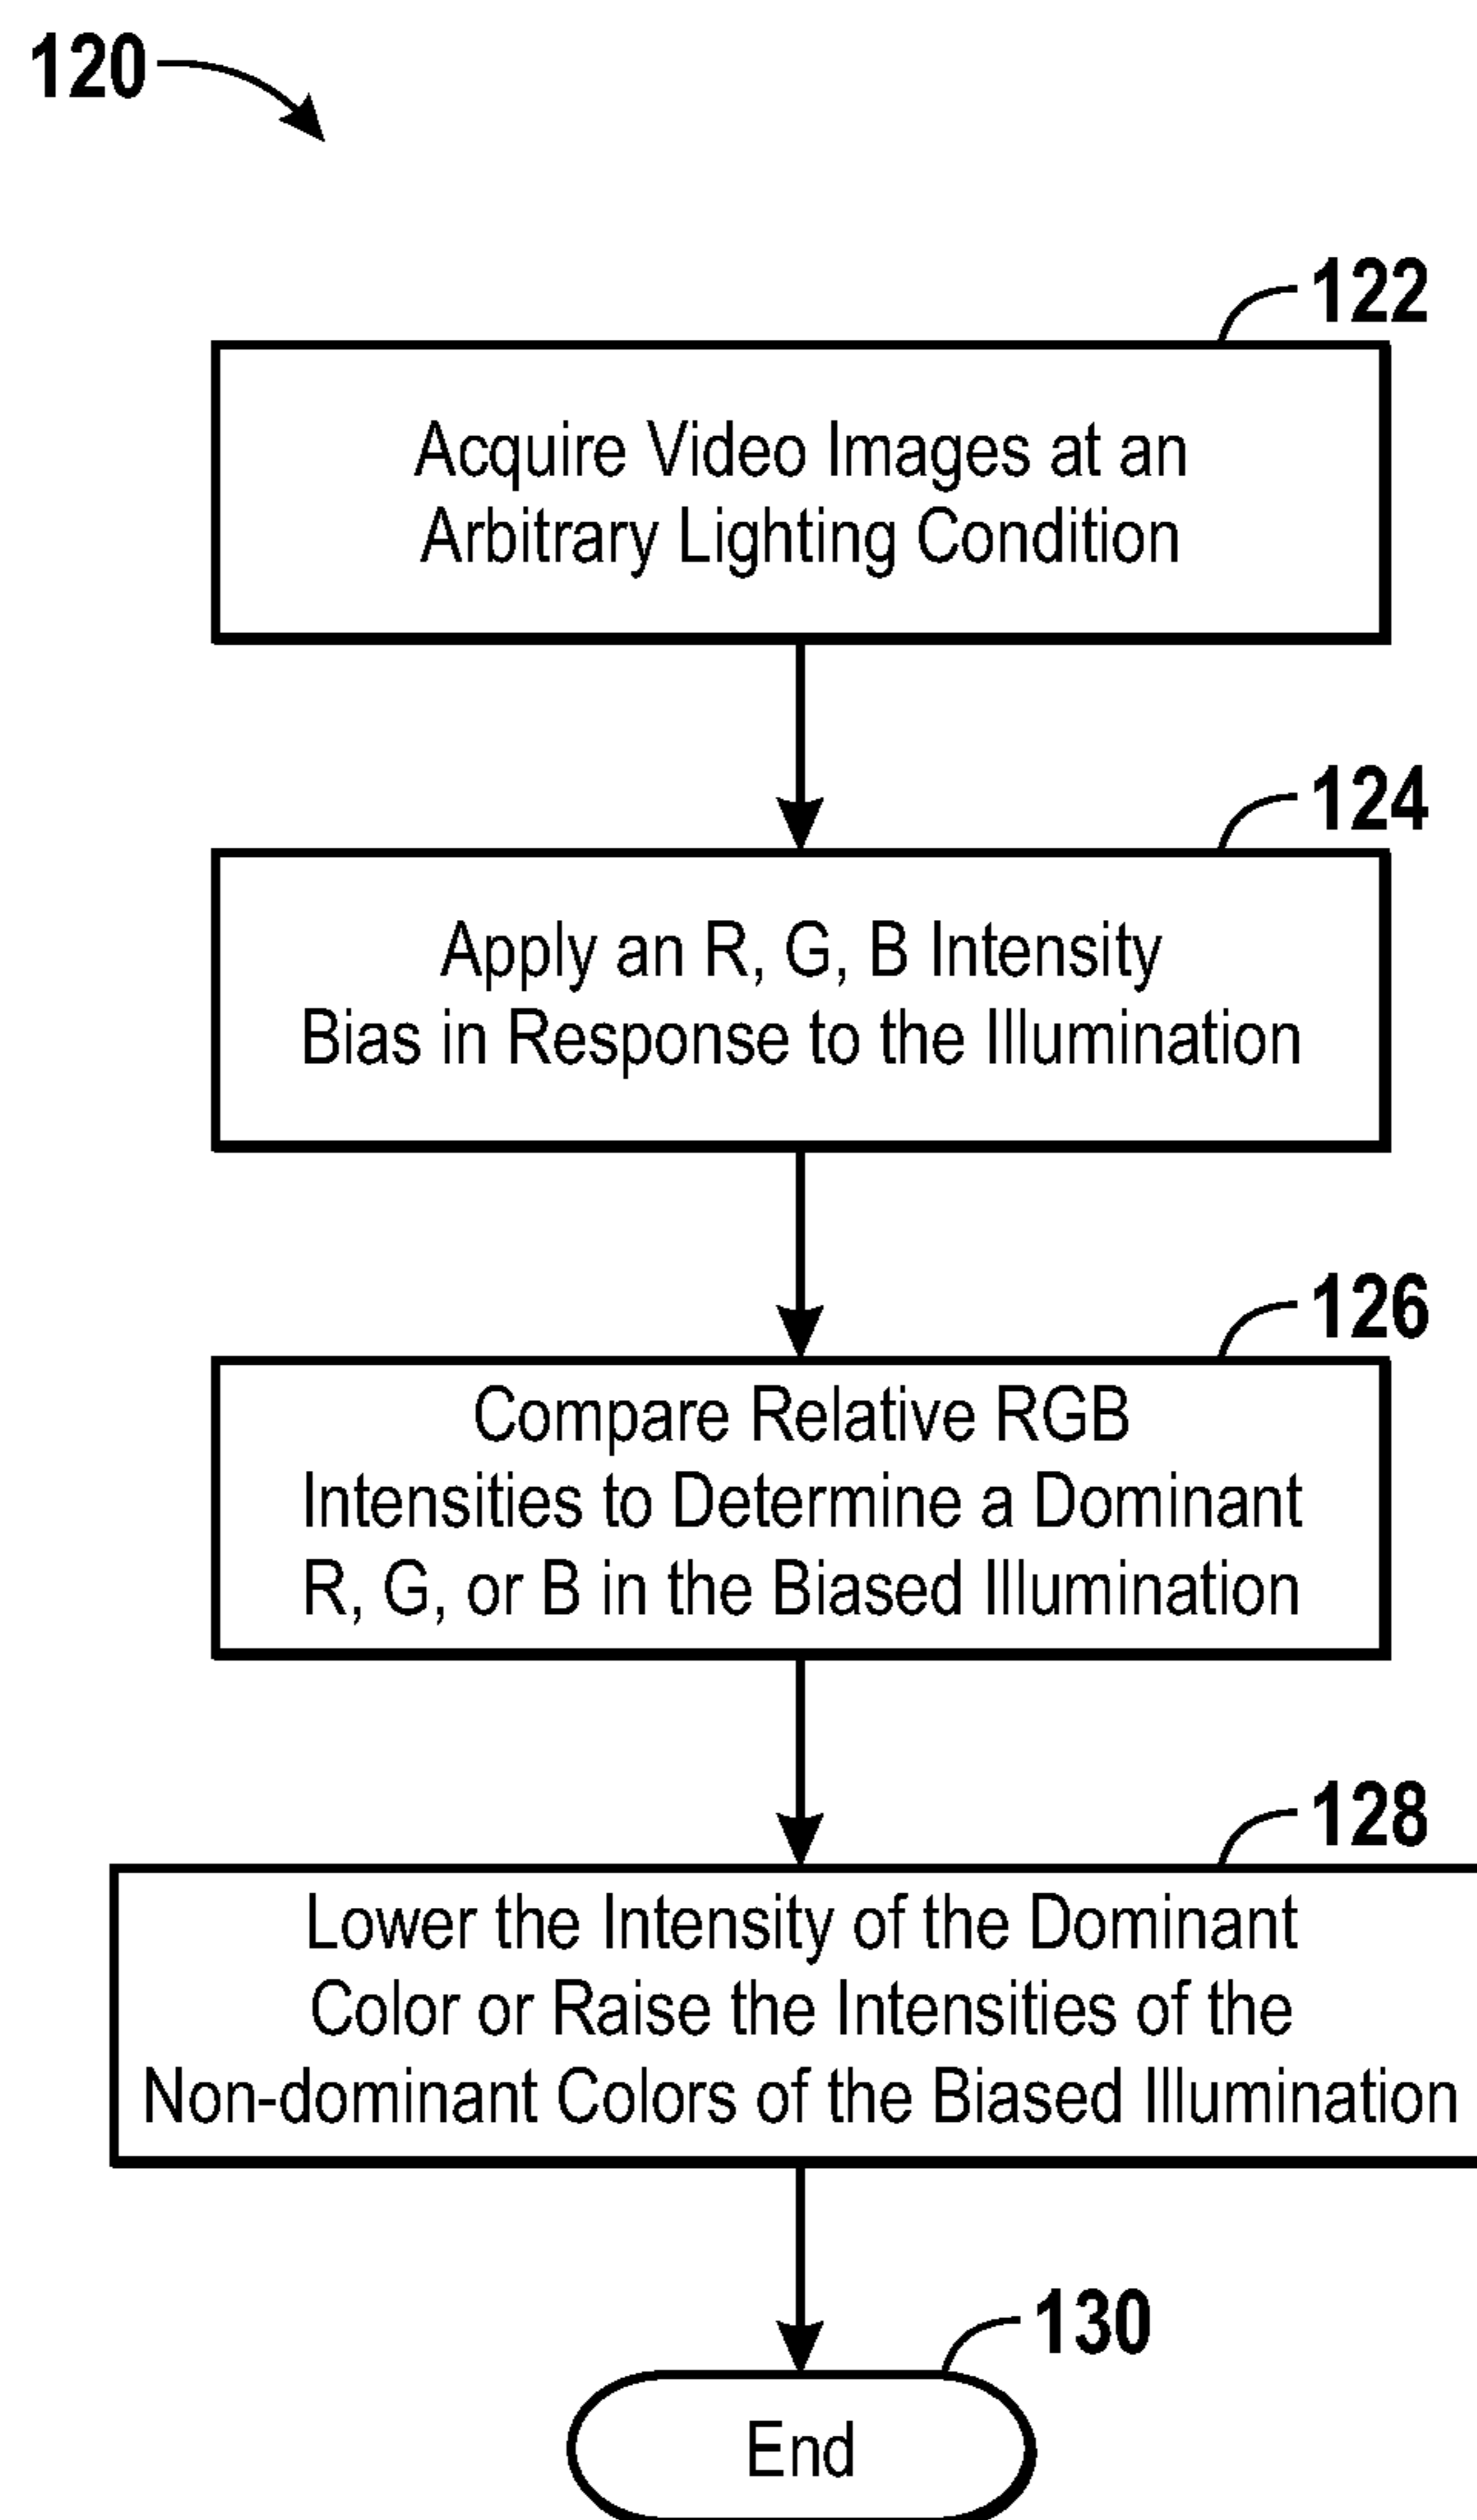 120
122
Acquire Video Images at an
Arbitrary Lighting Condition
124
Apply an R, G, B Intensity
Bias in Response to the Illumination
126
Compare Relative RGB
Intensities to Determine a Dominant
R, G, or B in the Biased Illumination
128
Lower the Intensity of the Dominant
Color or Raise the Intensities of the
Non-dominant Colors of the Biased Illumination
130
End